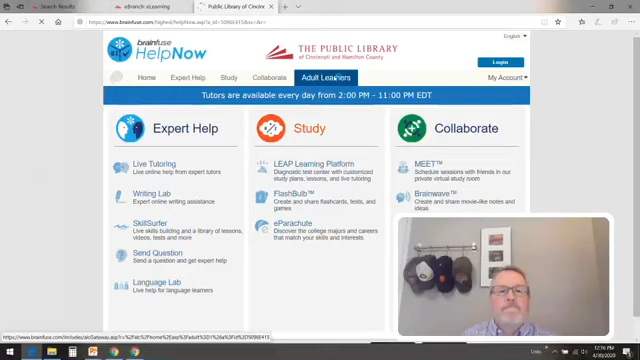 Search Results
eBranch: eLearning
Public Library of Cincinn
https://www.brainfuse.com/highed/helpNow.asp?a_id=5096E415&ss=&r=
English
brainfuse
HelpNow
THE PUBLIC LIBRARY
of Cincinnati and Hamilton County
Login
Home
Expert Help
Study
Collaborate
Adult Learners
My Account
Tutors are available every day from 2:00 PM - 11:00 PM EDT
Expert Help
Live Tutoring
Live online help from expert tutors
Writing Lab
Expert online writing assistance
SkillSurfer
Live skills building and a library of lessons,
videos, tests and more
Send Question
Send a question and get expert help
Language Lab
Live help for language learners
Study
LEAP Learning Platform
Diagnostic test center with customized
study plans, lessons, and live tutoring
FlashBulb™
Create and share flashcards, tests, and
games
eParachute
Discover the college majors and careers
that match your skills and interests.
Collaborate
MEET™
Schedule sessions with friends in our
private virtual study room
Brainwave™
Create and share movie-like notes and
ideas
Links
12:16 PM
4/30/2020